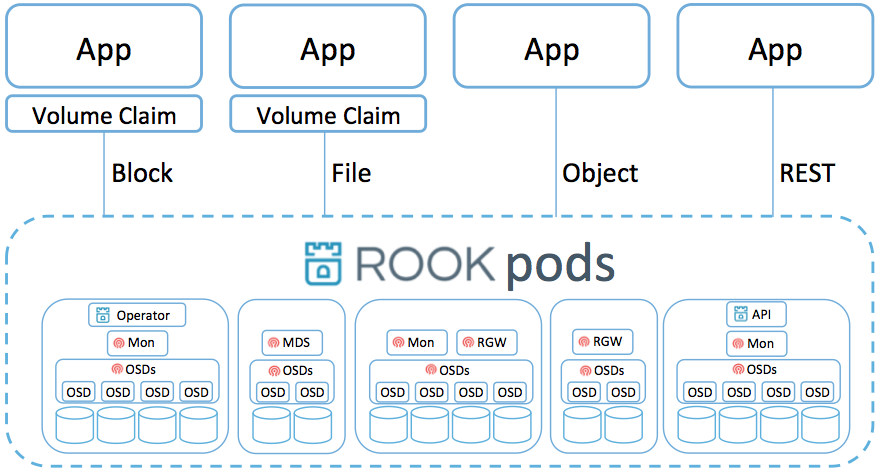 App App App App
Volume Claim Volume Claim
Block File Object REST
ROOK pods
Operator API
Mon MDS Mon RGW RGW Mon
OSDs OSDs OSDs OSDs OSDs
OSD OSD OSD OSD OSD OSD OSD OSD OSD OSD OSD OSD OSD OSD OSD OSD